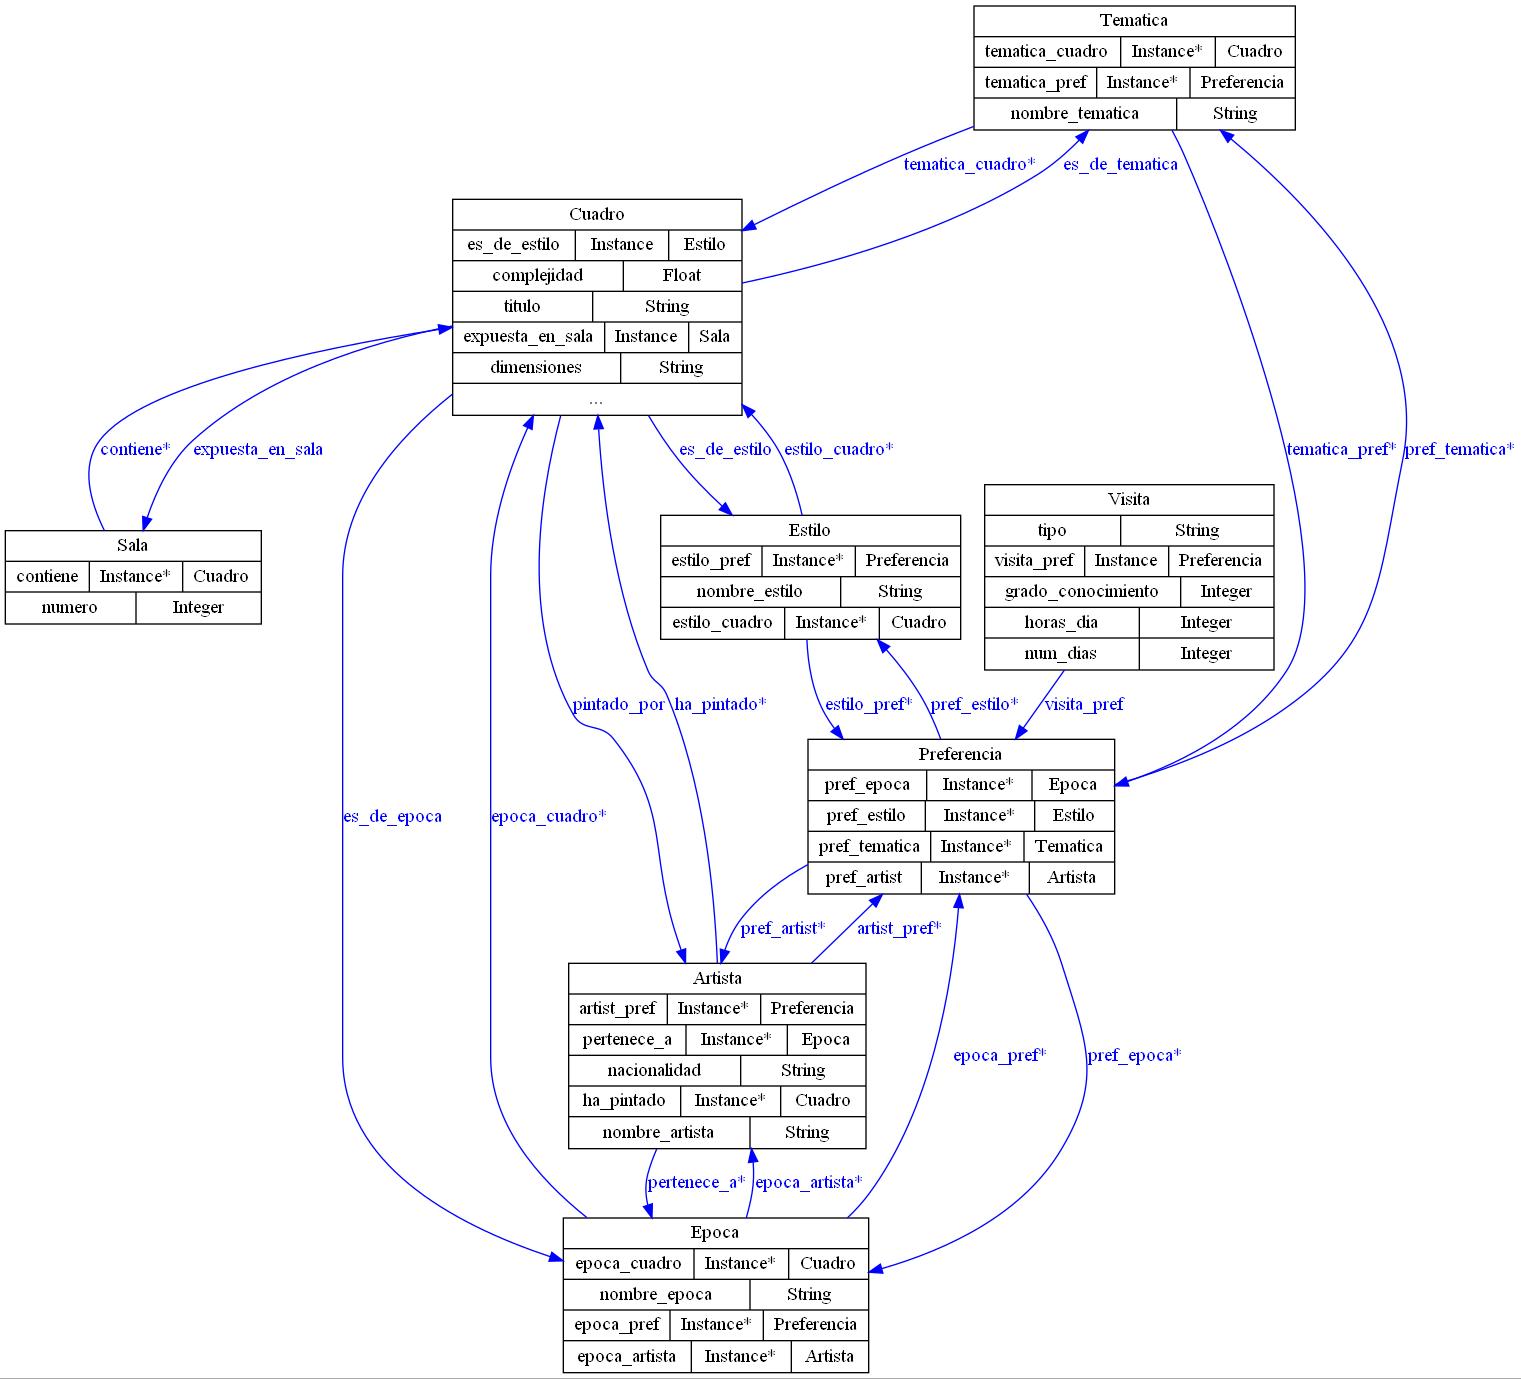 Tematica
tematica_cuadro Instance* Cuadro
tematica_pref Instance* Preferencia
nombre_tematica String
tematica_cuadro* es_de_tematica
Cuadro
es_de_estilo Instance Estilo
complejidad Float
titulo String
expuesta_en_sala Instance Sala
dimensiones String
...
contiene* expuesta_en_sala es_de_estilo estilo_cuadro* tematica_pref* pref_tematica*
Sala
contiene Instance* Cuadro
numero Integer
Estilo
estilo_pref Instance* Preferencia
nombre_estilo String
estilo_cuadro Instance* Cuadro
Visita
tipo String
visita_pref Instance Preferencia
grado_conocimiento Integer
horas_dia Integer
num_dias Integer
pintado_por ha_pintado* estilo_pref* pref_estilo* visita_pref
Preferencia
pref_epoca Instance* Epoca
pref_estilo Instance* Estilo
pref_tematica Instance* Tematica
pref_artist Instance* Artista
es_de_epoca epoca_cuadro*
pref_artist* artist_pref*
Artista
artist_pref Instance* Preferencia
pertenece_a Instance* Epoca
nacionalidad String
ha_pintado Instance* Cuadro
nombre_artista String
epoca_pref* pref_epoca*
pertenece_a* epoca_artista*
Epoca
epoca_cuadro Instance* Cuadro
nombre_epoca String
epoca_pref Instance* Preferencia
epoca_artista Instance* Artista